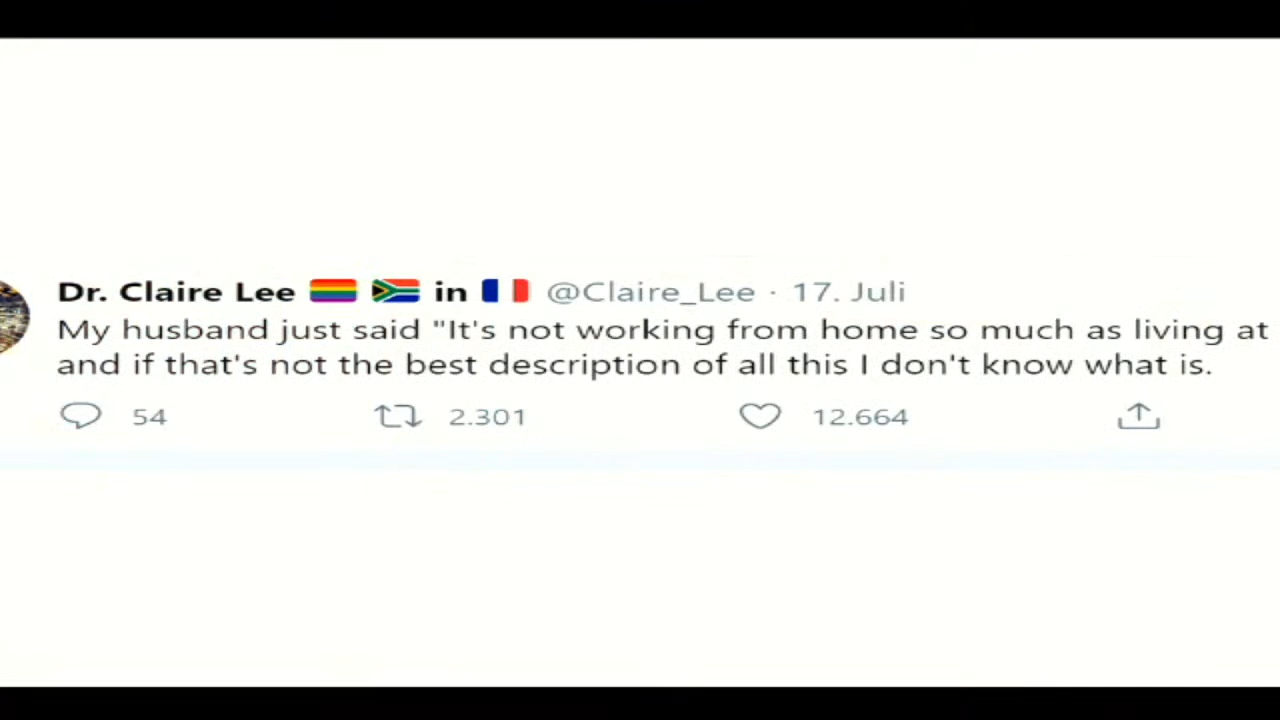 Dr. Claire Lee 🏳️‍🌈 🇿🇦 in 🇫🇷 @Claire_Lee · 17. Juli
My husband just said "It's not working from home so much as living at
and if that's not the best description of all this I don't know what is.
54 2.301 12.664